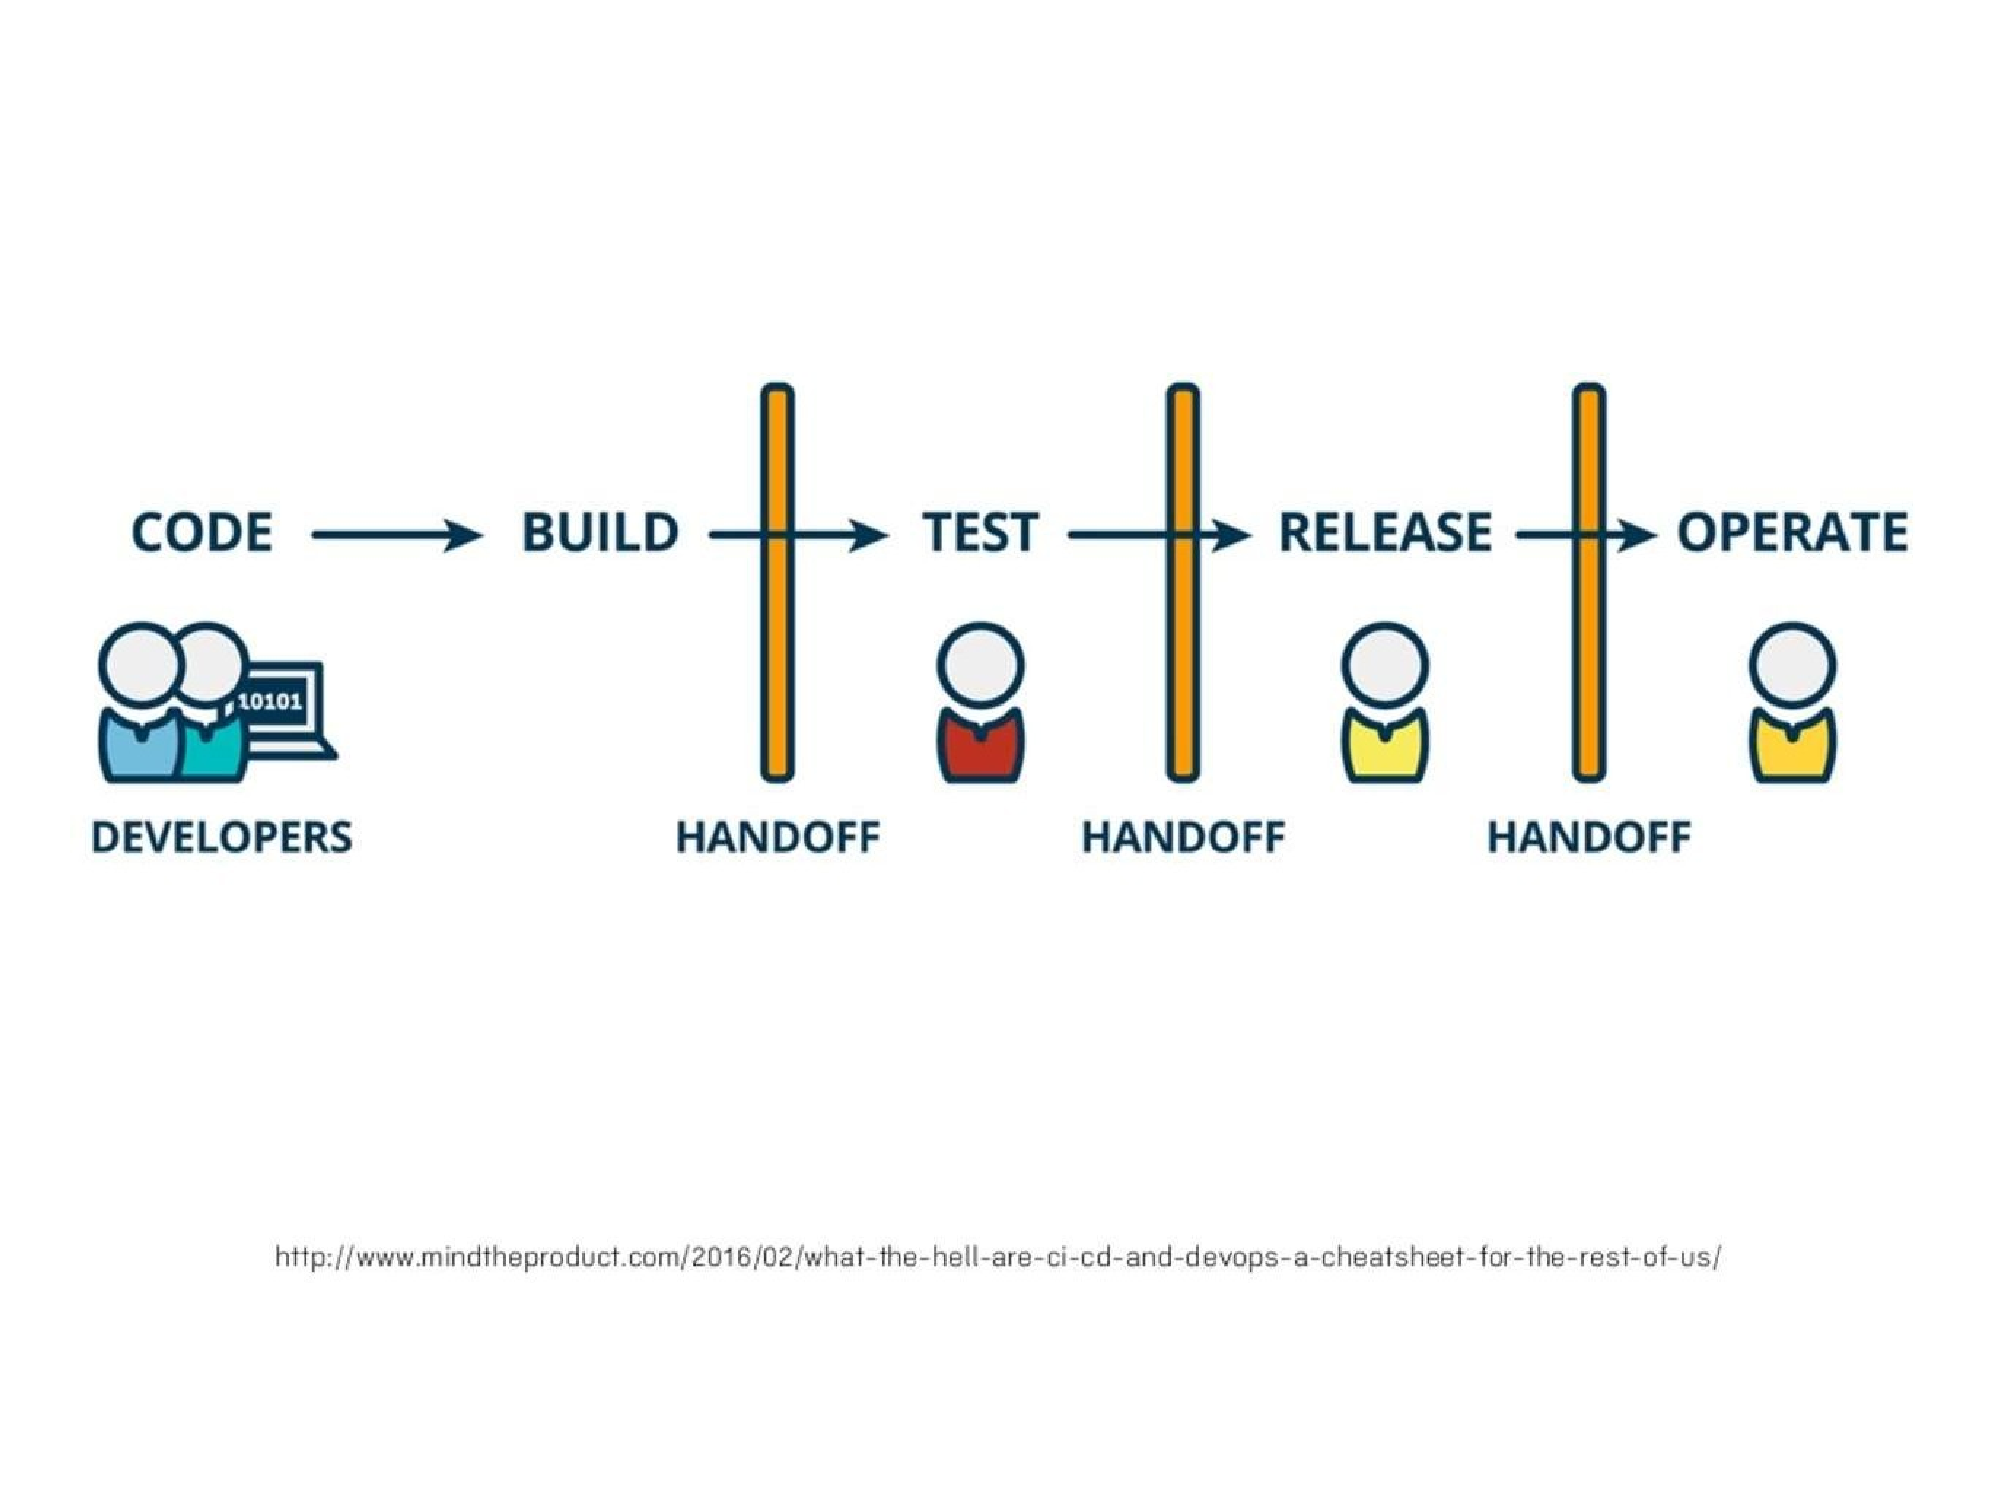 CODE BUILD TEST RELEASE OPERATE
10101
DEVELOPERS HANDOFF HANDOFF HANDOFF
http://www.mindtheproduct.com/2016/02/what-the-hell-are-ci-cd-and-devops-a-cheatsheet-for-the-rest-of-us/